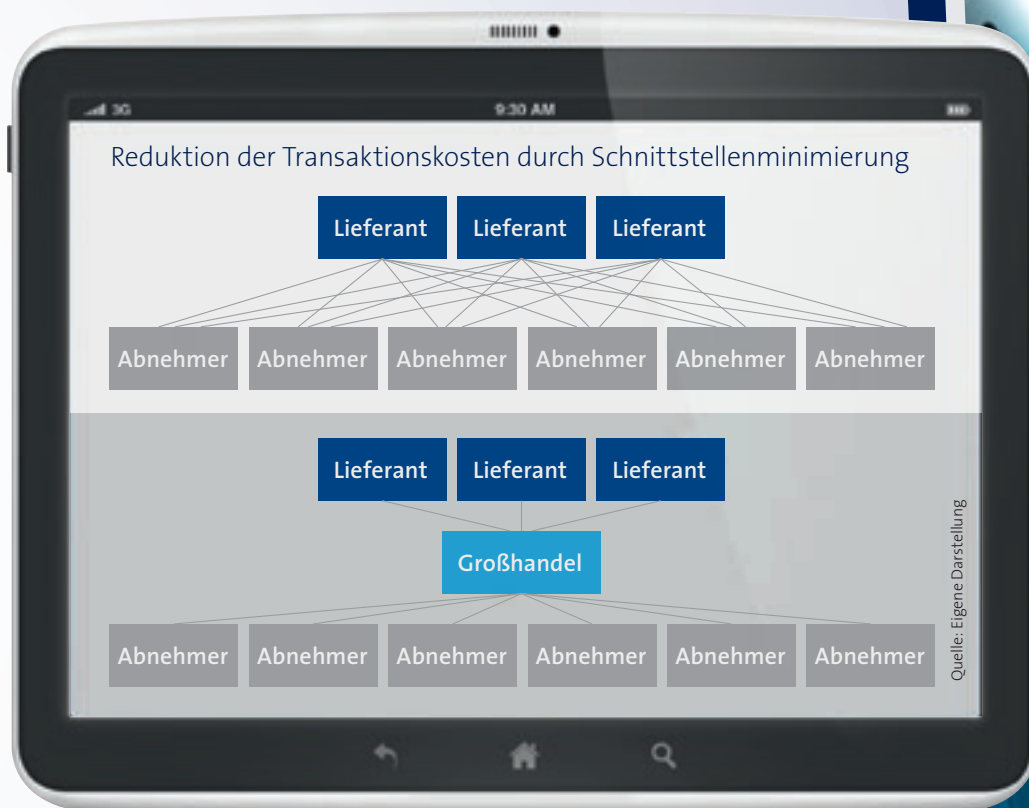 3G
9:30 AM
Reduktion der Transaktionskosten durch Schnittstellenminimierung
Lieferant Lieferant Lieferant
Abnehmer Abnehmer Abnehmer Abnehmer Abnehmer Abnehmer
Lieferant Lieferant Lieferant
Großhandel
Abnehmer Abnehmer Abnehmer Abnehmer Abnehmer Abnehmer
Quelle: Eigene Darstellung